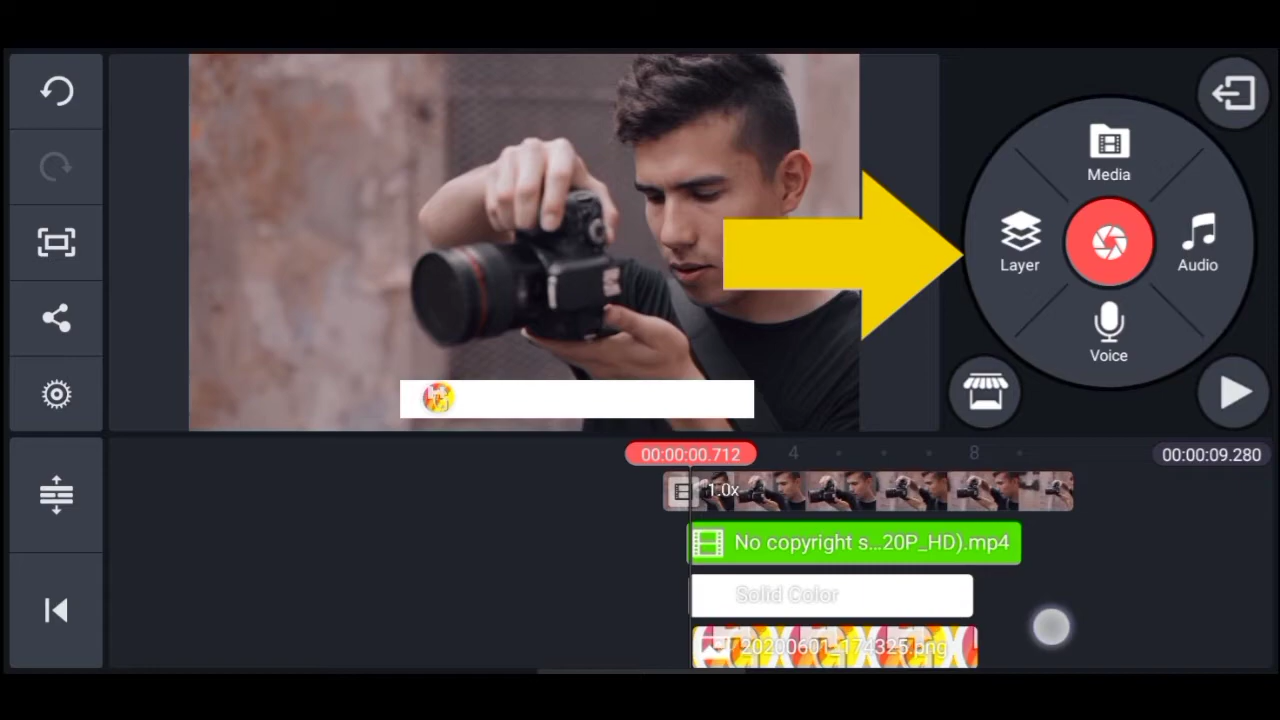 Media
Layer
Audio
Voice
00:00:00.712
4
8
00:00:09.280
1.0x
No copyright s...20P_HD).mp4
Solid Color
20200601_174325.png